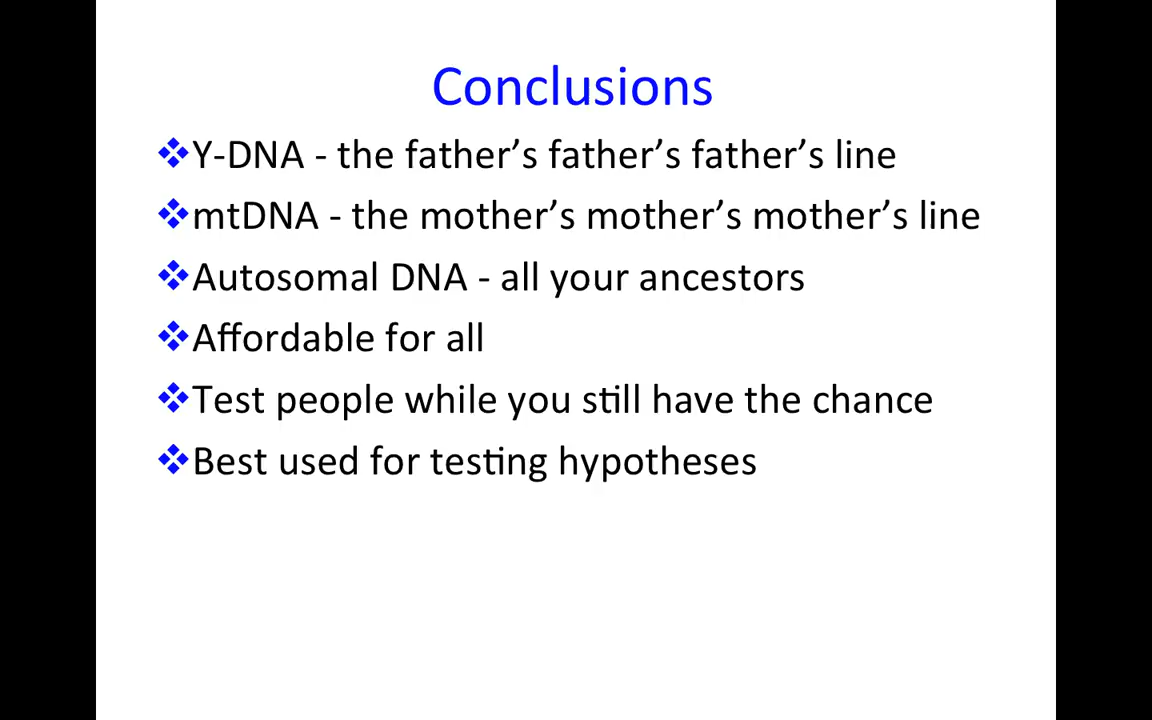 Conclusions
❖Y-DNA - the father’s father’s father’s line
❖mtDNA - the mother’s mother’s mother’s line
❖Autosomal DNA - all your ancestors
❖Affordable for all
❖Test people while you still have the chance
❖Best used for testing hypotheses